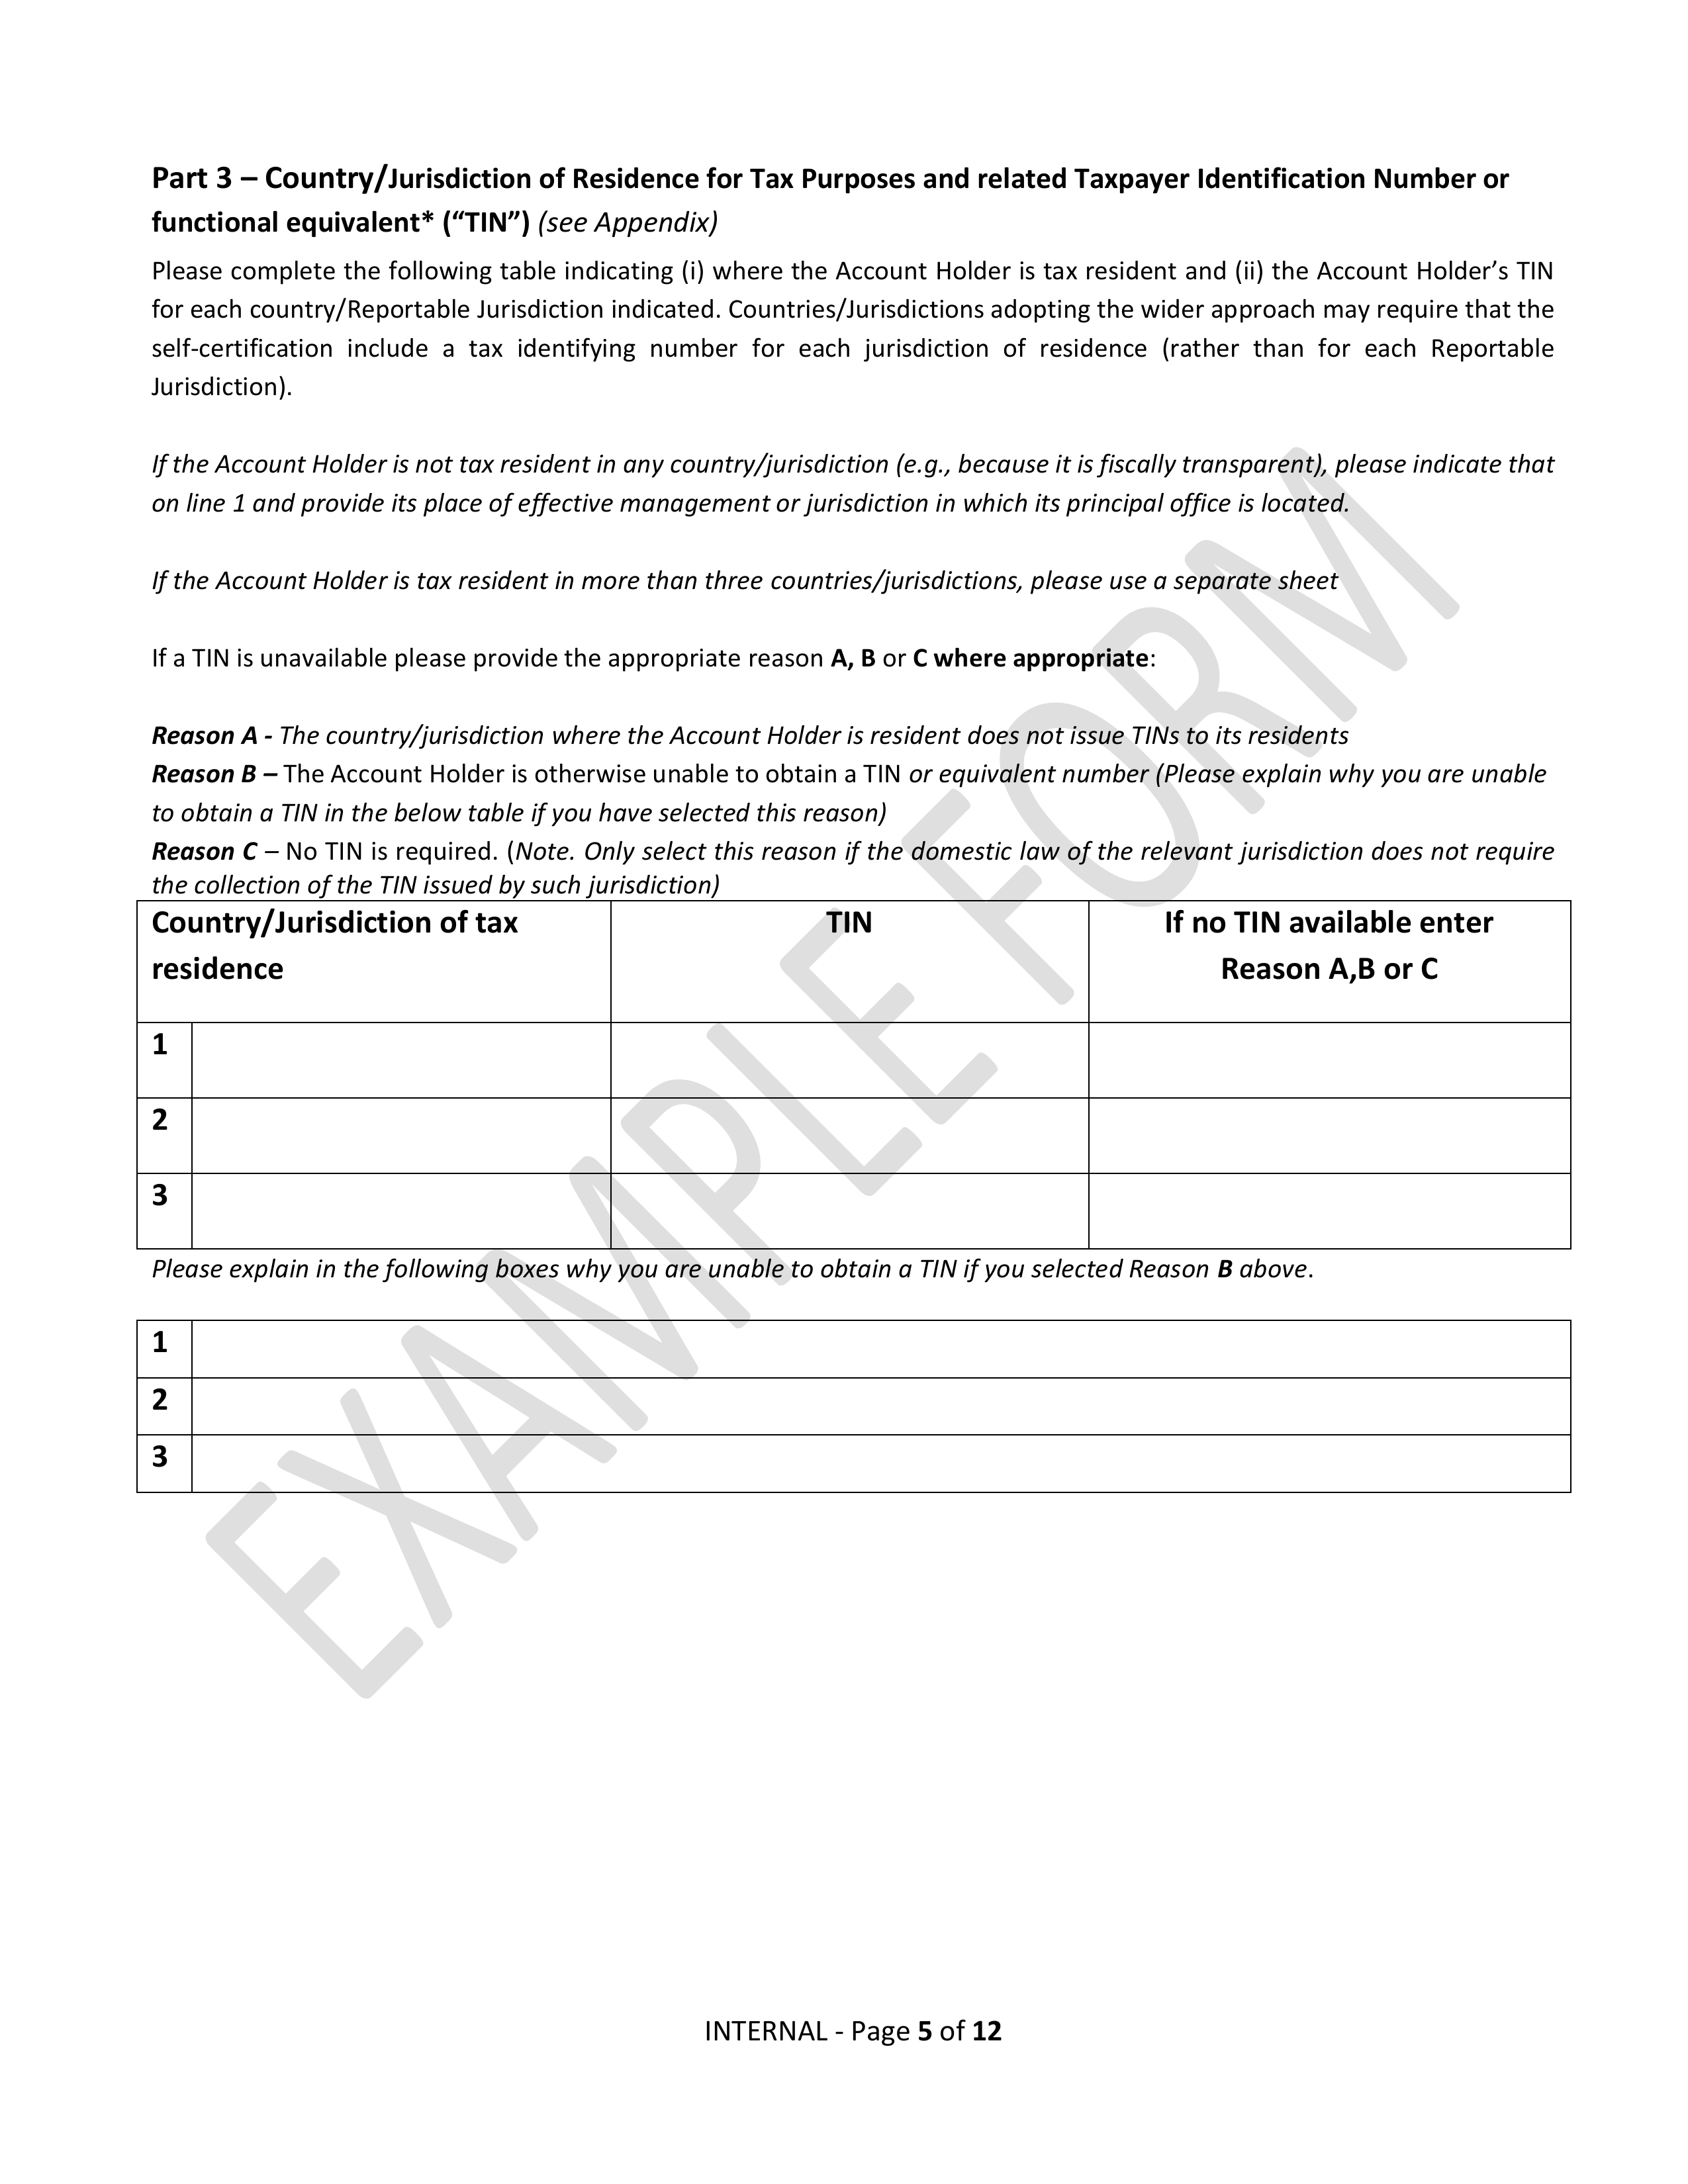 Part 3 – Country/Jurisdiction of Residence for Tax Purposes and related Taxpayer Identification Number or
functional equivalent* (“TIN”) (see Appendix)
Please complete the following table indicating (i) where the Account Holder is tax resident and (ii) the Account Holder’s TIN
for each country/Reportable Jurisdiction indicated. Countries/Jurisdictions adopting the wider approach may require that the
self-certification include a tax identifying number for each jurisdiction of residence (rather than for each Reportable
Jurisdiction).
If the Account Holder is not tax resident in any country/jurisdiction (e.g., because it is fiscally transparent), please indicate that
on line 1 and provide its place of effective management or jurisdiction in which its principal office is located.
If the Account Holder is tax resident in more than three countries/jurisdictions, please use a separate sheet
If a TIN is unavailable please provide the appropriate reason A, B or C where appropriate:
Reason A - The country/jurisdiction where the Account Holder is resident does not issue TINs to its residents
Reason B – The Account Holder is otherwise unable to obtain a TIN or equivalent number (Please explain why you are unable
to obtain a TIN in the below table if you have selected this reason)
Reason C – No TIN is required. (Note. Only select this reason if the domestic law of the relevant jurisdiction does not require
the collection of the TIN issued by such jurisdiction)
Country/Jurisdiction of tax
residence
TIN
If no TIN available enter
Reason A,B or C
1
2
3
Please explain in the following boxes why you are unable to obtain a TIN if you selected Reason B above.
1
2
3
EXAMPLE FORM
INTERNAL - Page 5 of 12